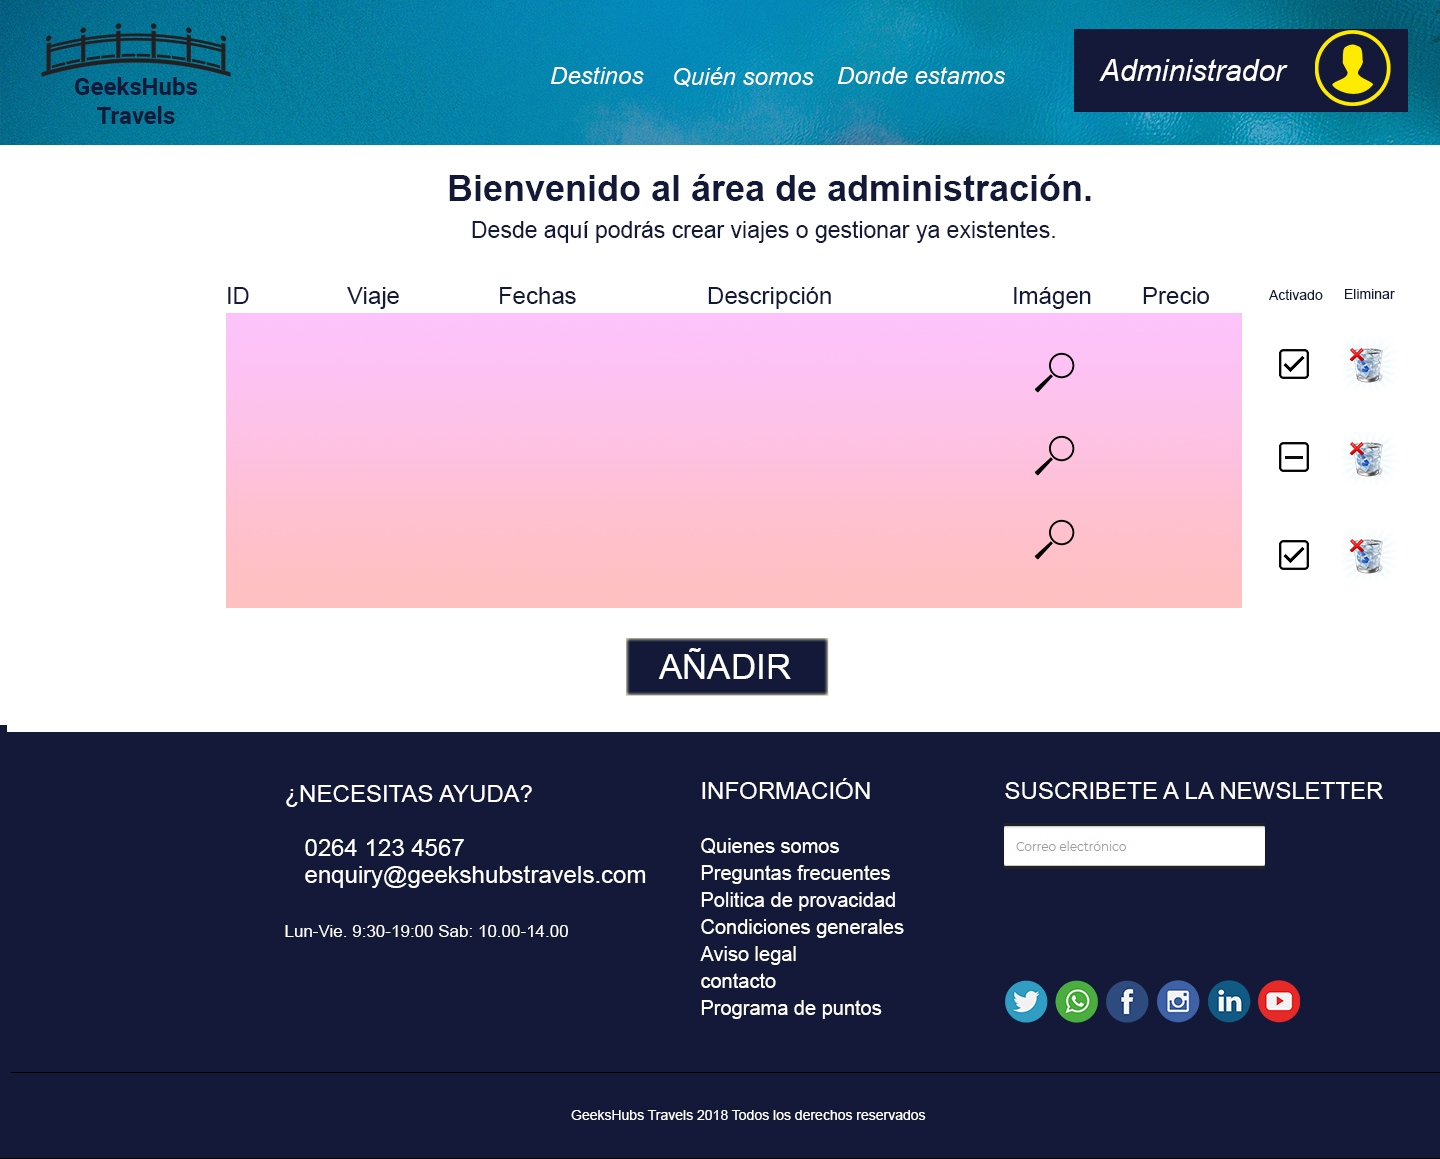 GeeksHubs
Travels
Destinos
Quién somos
Donde estamos
Administrador
Bienvenido al área de administración.
Desde aquí podrás crear viajes o gestionar ya existentes.
ID
Viaje
Fechas
Descripción
Imágen
Precio
Activado
Eliminar
AÑADIR
¿NECESITAS AYUDA?
0264 123 4567
enquiry@geekshubstravels.com
Lun-Vie. 9:30-19:00 Sab: 10.00-14.00
INFORMACIÓN
Quienes somos
Preguntas frecuentes
Politica de provacidad
Condiciones generales
Aviso legal
contacto
Programa de puntos
SUSCRIBETE A LA NEWSLETTER
Correo electrónico
GeeksHubs Travels 2018 Todos los derechos reservados